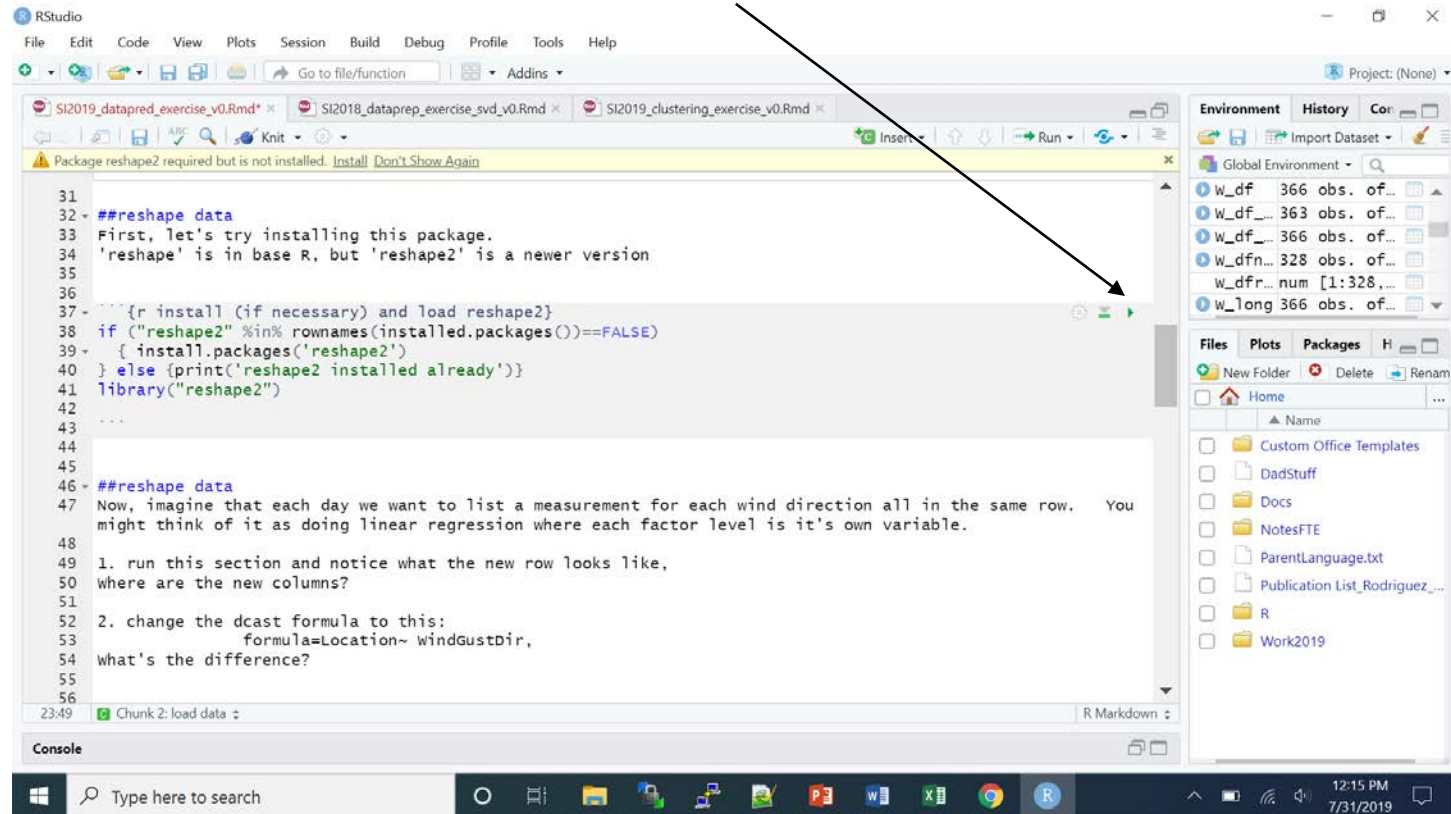 RStudio
File Edit Code View Plots Session Build Debug Profile Tools Help
Go to file/function Addins Project: (None)
SI2019_datapred_exercise_v0.Rmd* SI2018_dataprep_exercise_svd_v0.Rmd SI2019_clustering_exercise_v0.Rmd
ABC Knit Insert Run
Package reshape2 required but is not installed. Install Don't Show Again
31
32 ##reshape data
33 First, let's try installing this package.
34 'reshape' is in base R, but 'reshape2' is a newer version
35
36
37 ```{r install (if necessary) and load reshape2}
38 if ("reshape2" %in% rownames(installed.packages())==FALSE)
39 { install.packages('reshape2')
40 } else {print('reshape2 installed already')}
41 library("reshape2")
42
43 ```
44
45
46 ##reshape data
47 Now, imagine that each day we want to list a measurement for each wind direction all in the same row. You
might think of it as doing linear regression where each factor level is it's own variable.
48
49 1. run this section and notice what the new row looks like,
50 where are the new columns?
51
52 2. change the dcast formula to this:
53 formula=Location~ WindGustDir,
54 what's the difference?
55
56
23:49 Chunk 2: load data R Markdown
Console
Environment History Con
Import Dataset
Global Environment
w_df 366 obs. of…
w_df_… 363 obs. of…
w_df_… 366 obs. of…
w_dfn… 328 obs. of…
w_dfr… num [1:328,…
w_long 366 obs. of…
Files Plots Packages H
New Folder Delete Renam
Home ...
Name
Custom Office Templates
DadStuff
Docs
NotesFTE
ParentLanguage.txt
Publication List_Rodriguez_...
R
Work2019
Type here to search
12:15 PM
7/31/2019